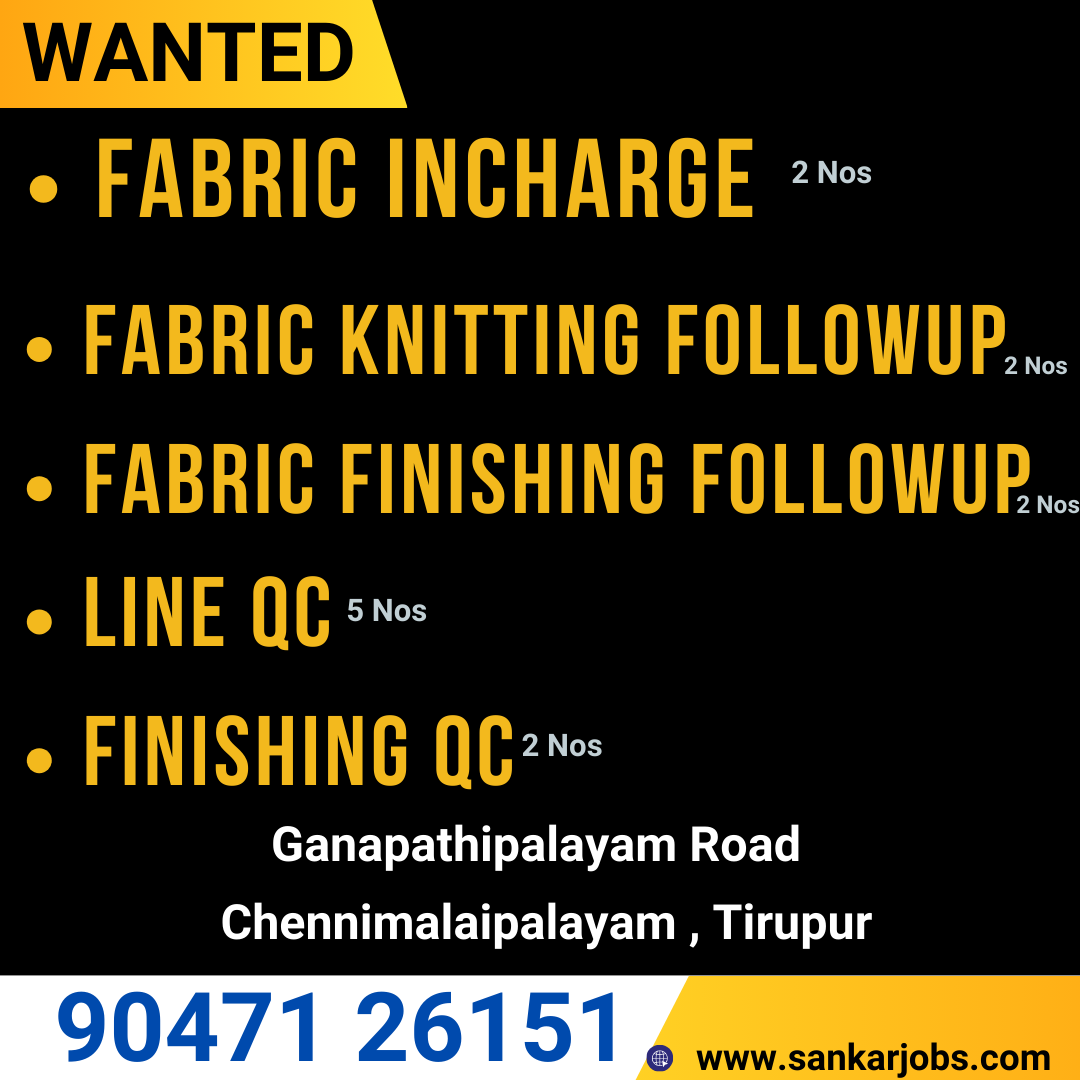 WANTED
• FABRIC INCHARGE 2 Nos
• FABRIC KNITTING FOLLOWUP 2 Nos
• FABRIC FINISHING FOLLOWUP 2 Nos
• LINE QC 5 Nos
• FINISHING QC 2 Nos
Ganapathipalayam Road
Chennimalaipalayam , Tirupur
90471 26151
www.sankarjobs.com